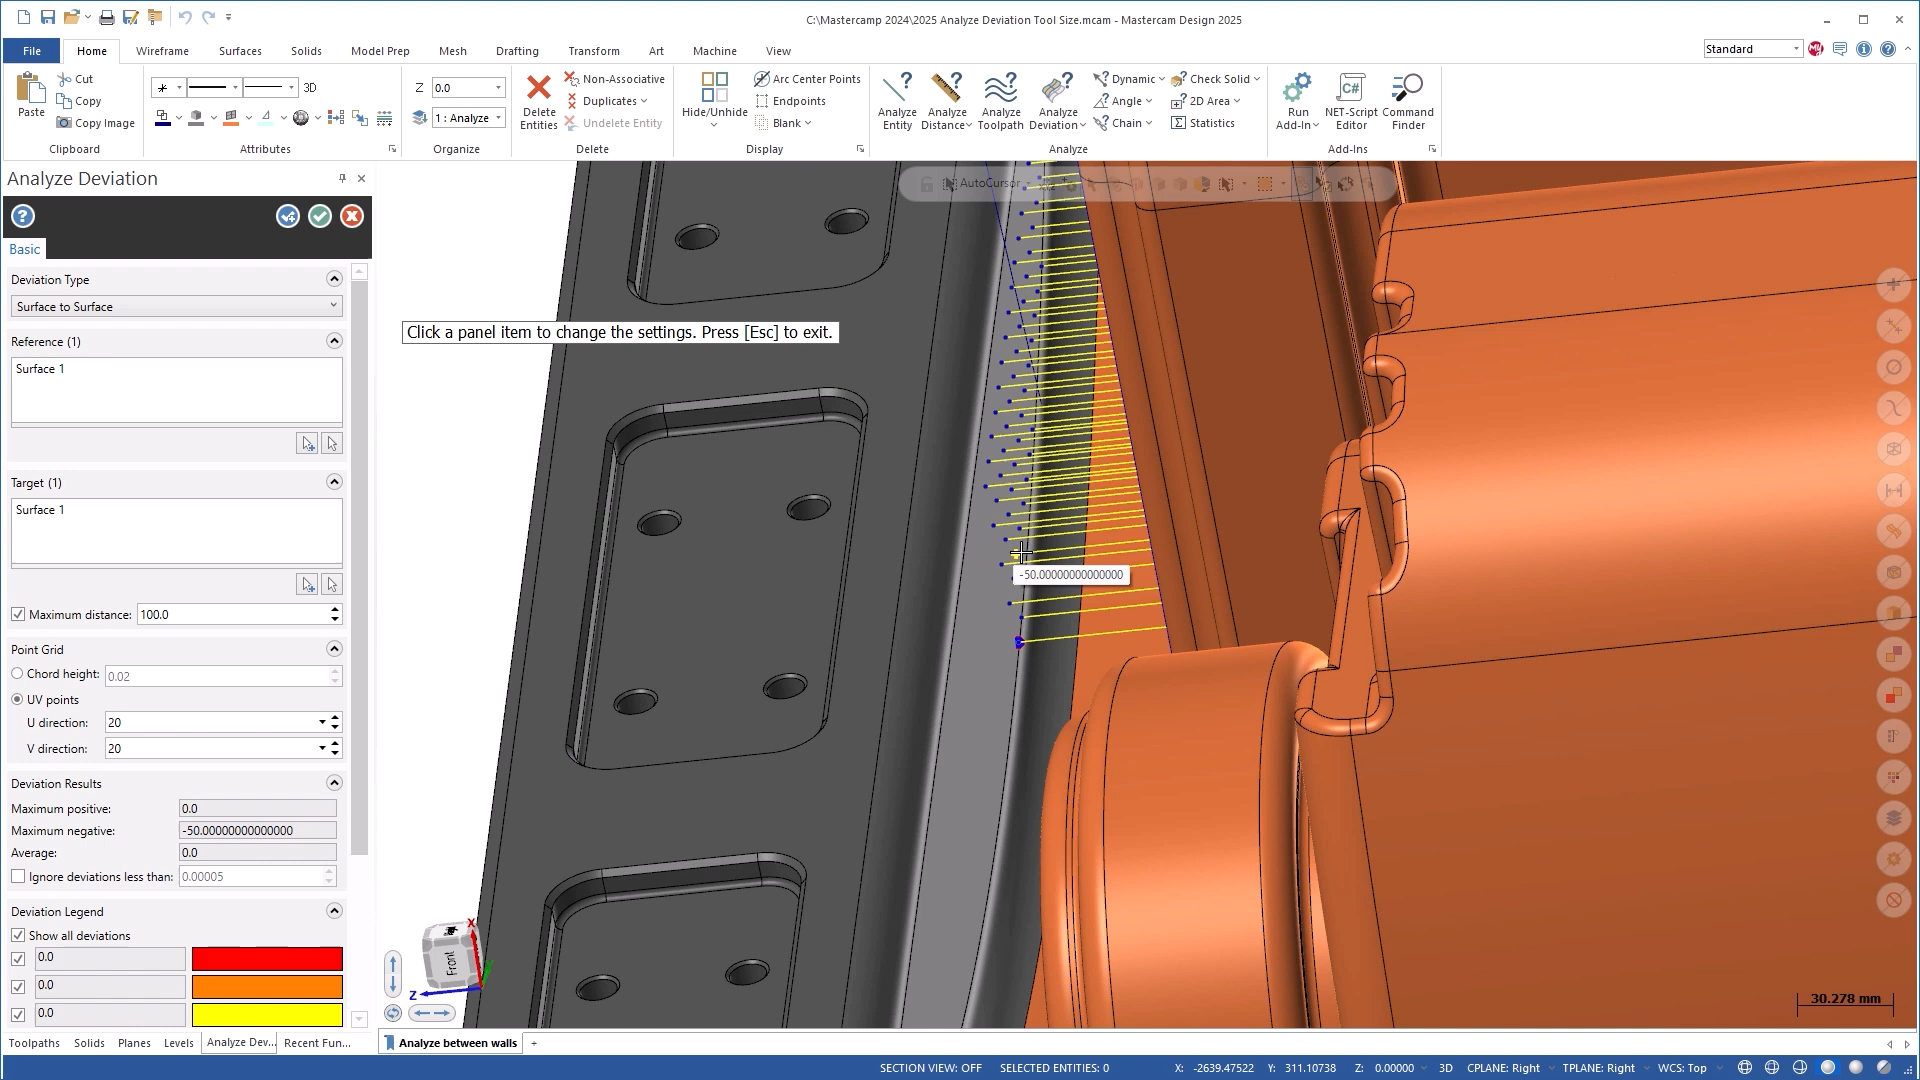 C:\Mastercamp 2024\2025 Analyze Deviation Tool Size.mcam - Mastercam Design 2025
File Home Wireframe Surfaces Solids Model Prep Mesh Drafting Transform Art Machine View
Standard
Paste
Cut
Copy
Copy Image
Clipboard
3D
Attributes
Z 0.0
1 : Analyze
Organize
Delete Entities
Non-Associative
Duplicates
Undelete Entity
Delete
Hide/Unhide
Arc Center Points
Endpoints
Blank
Display
Analyze Entity
Analyze Distance
Analyze Toolpath
Analyze Deviation
Dynamic
Angle
Chain
Check Solid
2D Area
Statistics
Analyze
Run Add-In
NET-Script Editor
C#
Command Finder
Add-Ins
Analyze Deviation
Basic
Deviation Type
Surface to Surface
Reference (1)
Surface 1
Target (1)
Surface 1
Maximum distance: 100.0
Point Grid
Chord height: 0.02
UV points
U direction: 20
V direction: 20
Deviation Results
Maximum positive: 0.0
Maximum negative: -50.00000000000000
Average: 0.0
Ignore deviations less than: 0.00005
Deviation Legend
Show all deviations
0.0
0.0
0.0
Toolpaths Solids Planes Levels Analyze Dev... Recent Fun...
AutoCursor
Click a panel item to change the settings. Press [Esc] to exit.
-50.00000000000000
Front
X
Z
30.278 mm
Analyze between walls +
SECTION VIEW: OFF SELECTED ENTITIES: 0 X: -2639.47522 Y: 311.10738 Z: 0.00000 3D CPLANE: Right TPLANE: Right WCS: Top